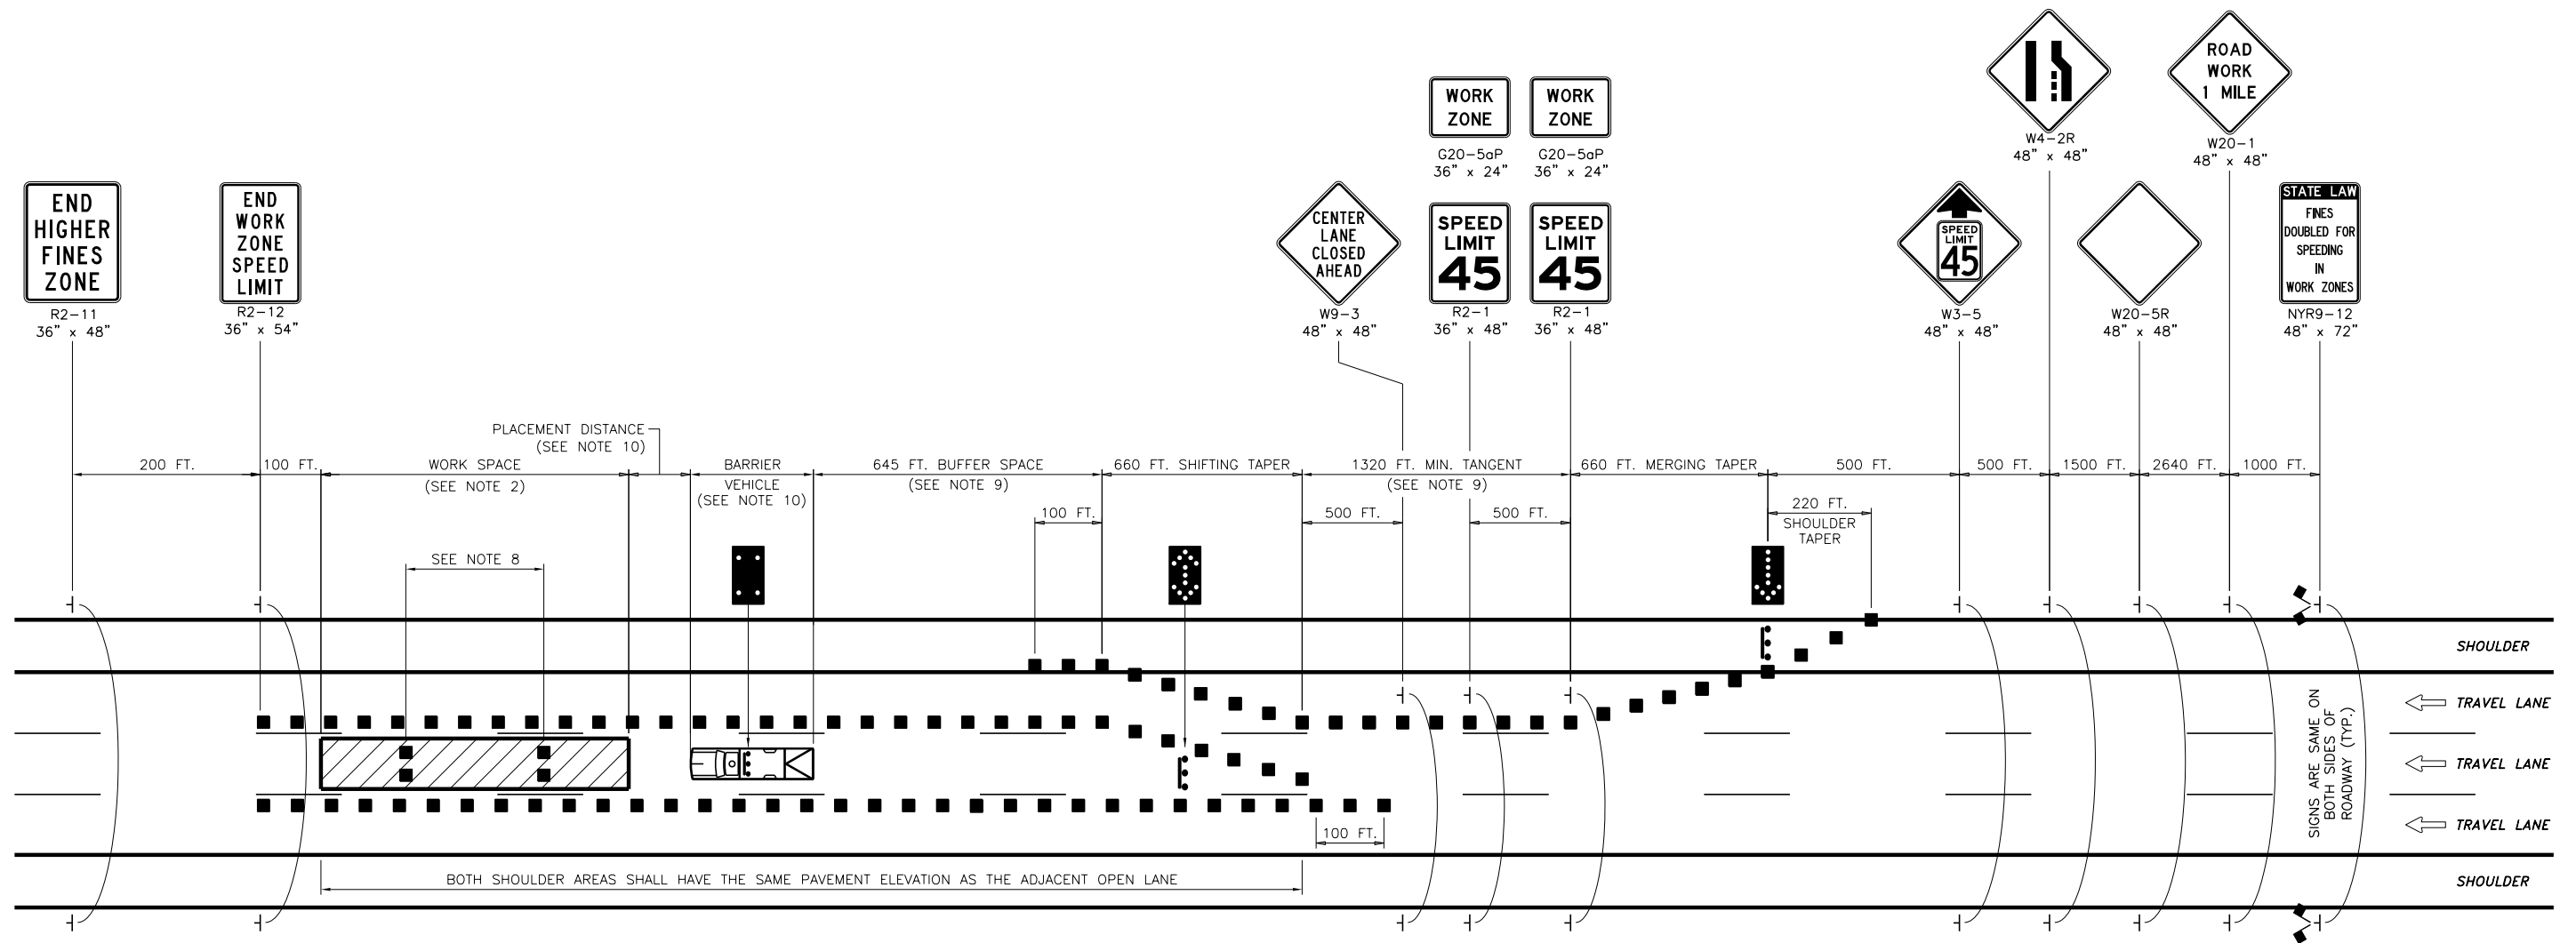 ROAD
WORK
1 MILE
W4-2R
48" x 48"
W20-1
48" x 48"
WORK
ZONE
WORK
ZONE
G20-5aP
36" x 24"
G20-5aP
36" x 24"
END
HIGHER
FINES
ZONE
R2-11
36" x 48"
END
WORK
ZONE
SPEED
LIMIT
R2-12
36" x 54"
CENTER
LANE
CLOSED
AHEAD
W9-3
48" x 48"
SPEED
LIMIT
45
R2-1
36" x 48"
SPEED
LIMIT
45
R2-1
36" x 48"
SPEED
LIMIT
45
W3-5
48" x 48"
W20-5R
48" x 48"
STATE LAW
FINES
DOUBLED FOR
SPEEDING
IN
WORK ZONES
NYR9-12
48" x 72"
PLACEMENT DISTANCE
(SEE NOTE 10)
200 FT.
100 FT.
WORK SPACE
(SEE NOTE 2)
BARRIER
VEHICLE
(SEE NOTE 10)
645 FT. BUFFER SPACE
(SEE NOTE 9)
660 FT. SHIFTING TAPER
1320 FT. MIN. TANGENT
(SEE NOTE 9)
660 FT. MERGING TAPER
500 FT.
500 FT.
1500 FT.
2640 FT.
1000 FT.
100 FT.
500 FT.
500 FT.
220 FT.
SHOULDER
TAPER
SEE NOTE 8
SHOULDER
TRAVEL LANE
TRAVEL LANE
TRAVEL LANE
SIGNS ARE SAME ON
BOTH SIDES OF
ROADWAY (TYP.)
100 FT.
BOTH SHOULDER AREAS SHALL HAVE THE SAME PAVEMENT ELEVATION AS THE ADJACENT OPEN LANE
SHOULDER